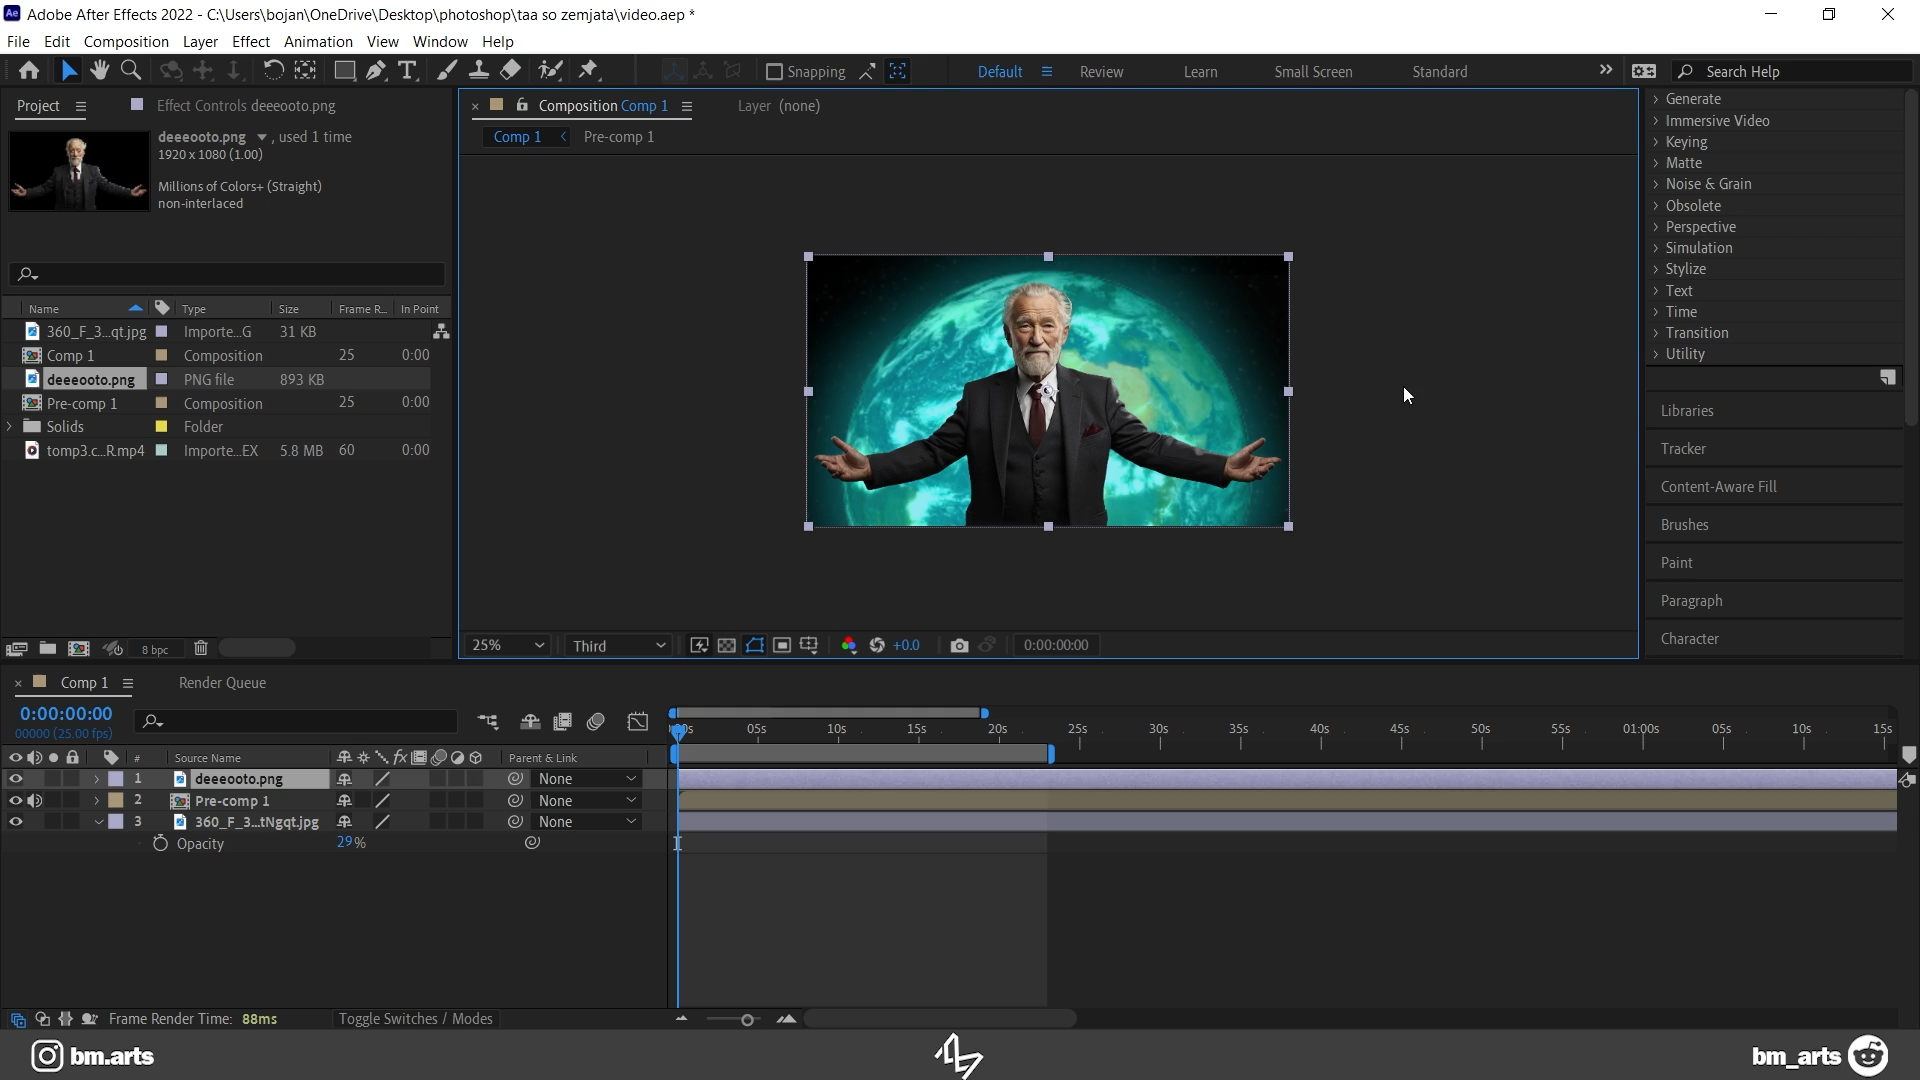 Adobe After Effects 2022 - C:\Users\bojan\OneDrive\Desktop\photoshop\taa so zemjata\video.aep *
File Edit Composition Layer Effect Animation View Window Help
Snapping
Default Review Learn Small Screen Standard
Search Help
Project
Effect Controls deeeooto.png
deeeooto.png , used 1 time
1920 x 1080 (1.00)
Millions of Colors+ (Straight)
non-interlaced
Name Type Size Frame R... In Point
360_F_3...qt.jpg Importe...G 31 KB
Comp 1 Composition 25 0:00
deeeooto.png PNG file 893 KB
Pre-comp 1 Composition 25 0:00
Solids Folder
tomp3.c...R.mp4 Importe...EX 5.8 MB 60 0:00
8 bpc
Composition Comp 1
Layer (none)
Comp 1 Pre-comp 1
25% Third +0.0 0:00:00:00
Generate
Immersive Video
Keying
Matte
Noise & Grain
Obsolete
Perspective
Simulation
Stylize
Text
Time
Transition
Utility
Libraries
Tracker
Content-Aware Fill
Brushes
Paint
Paragraph
Character
Comp 1 Render Queue
0:00:00:00
00000 (25.00 fps)
05s 10s 15s 20s 25s 30s 35s 40s 45s 50s 55s 01:00s 05s 10s 15s
# Source Name fx Parent & Link
1 deeeooto.png None
2 Pre-comp 1 None
3 360_F_3...tNgqt.jpg None
Opacity 29%
Frame Render Time: 88ms
Toggle Switches / Modes
bm.arts
bm_arts